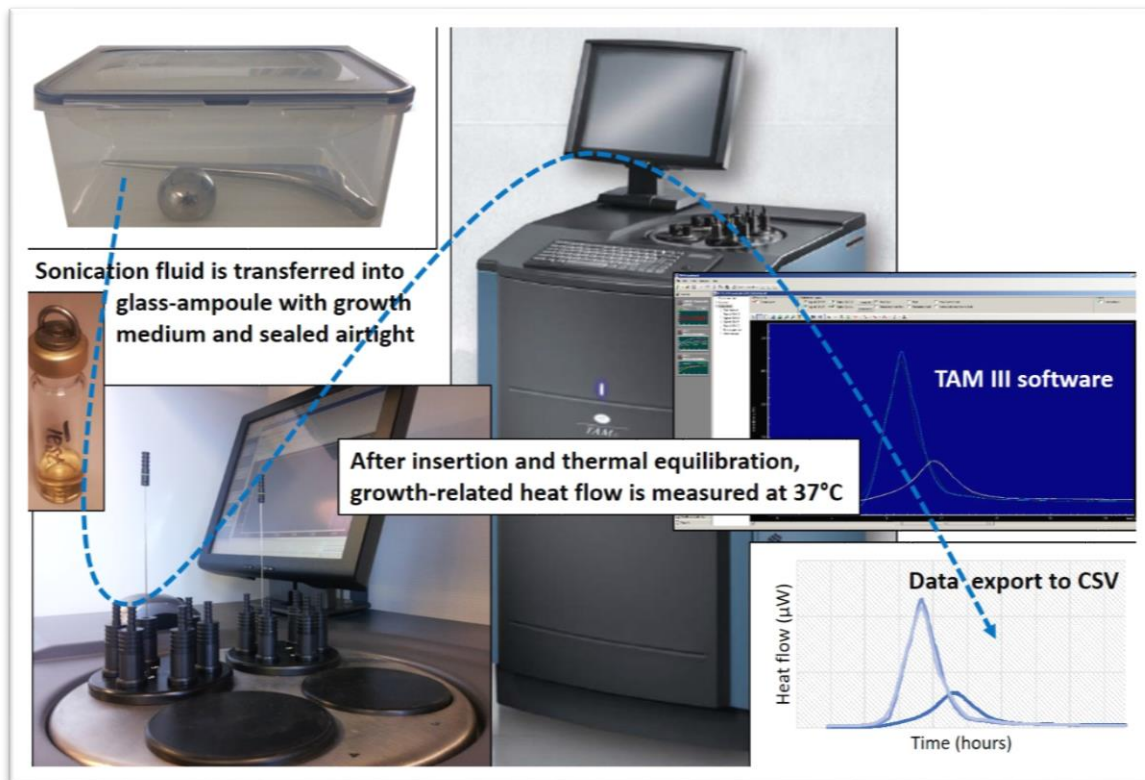 Sonication fluid is transferred into
glass-ampoule with growth
medium and sealed airtight
Test
TAM
TAM III software
After insertion and thermal equilibration,
growth-related heat flow is measured at 37°C
Data export to CSV
Heat flow (µW)
Time (hours)